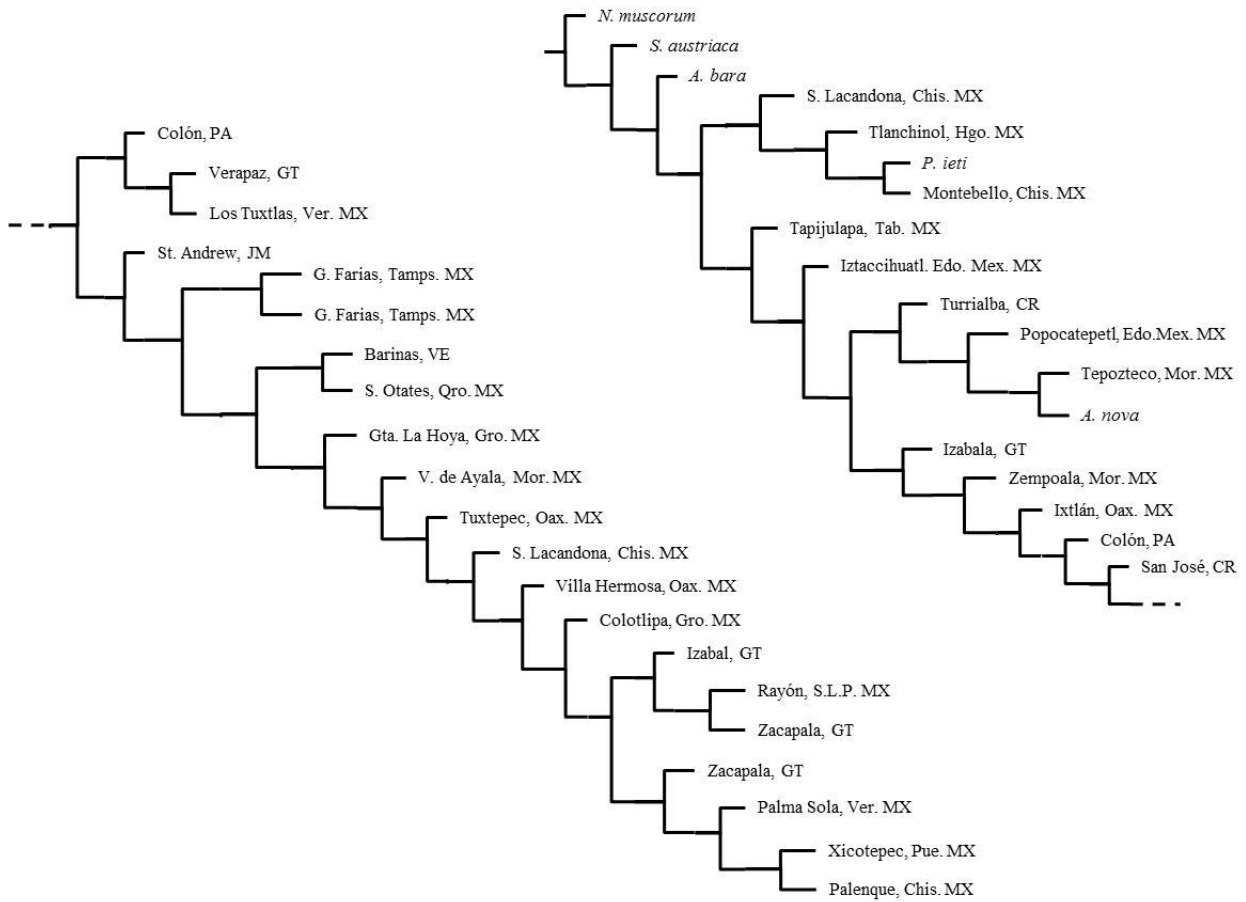 N. muscorum
S. austriaca
A. bara
S. Lacandona, Chis. MX
Tlanchinol, Hgo. MX
P. ieti
Montebello, Chis. MX
Tapijulapa, Tab. MX
Iztaccihuatl. Edo. Mex. MX
Turrialba, CR
Popocatepetl, Edo.Mex. MX
Tepozteco, Mor. MX
A. nova
Izabala, GT
Zempoala, Mor. MX
Ixtlán, Oax. MX
Colón, PA
San José, CR
Colón, PA
Verapaz, GT
Los Tuxtlas, Ver. MX
St. Andrew, JM
G. Farias, Tamps. MX
G. Farias, Tamps. MX
Barinas, VE
S. Otates, Qro. MX
Gta. La Hoya, Gro. MX
V. de Ayala, Mor. MX
Tuxtepec, Oax. MX
S. Lacandona, Chis. MX
Villa Hermosa, Oax. MX
Colotlipa, Gro. MX
Izabal, GT
Rayón, S.L.P. MX
Zacapala, GT
Zacapala, GT
Palma Sola, Ver. MX
Xicotepec, Pue. MX
Palenque, Chis. MX